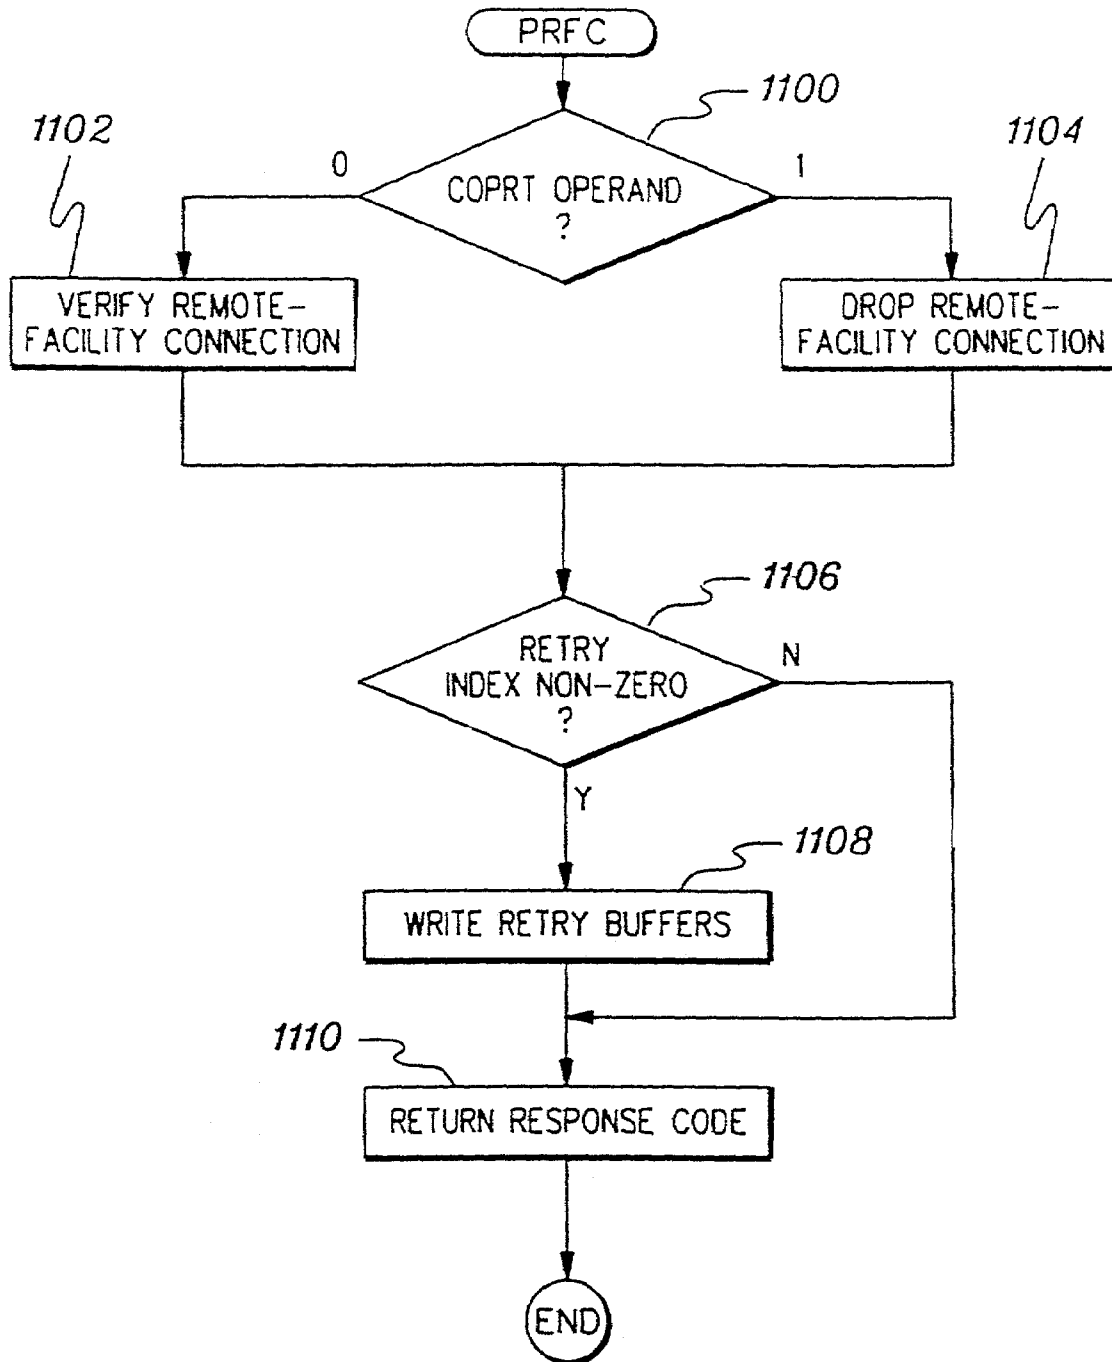 PRFC
1100
1102
1104
0
1
COPRT OPERAND
?
VERIFY REMOTE-
FACILITY CONNECTION
DROP REMOTE-
FACILITY CONNECTION
1106
RETRY
INDEX NON-ZERO
?
N
Y
1108
WRITE RETRY BUFFERS
1110
RETURN RESPONSE CODE
END